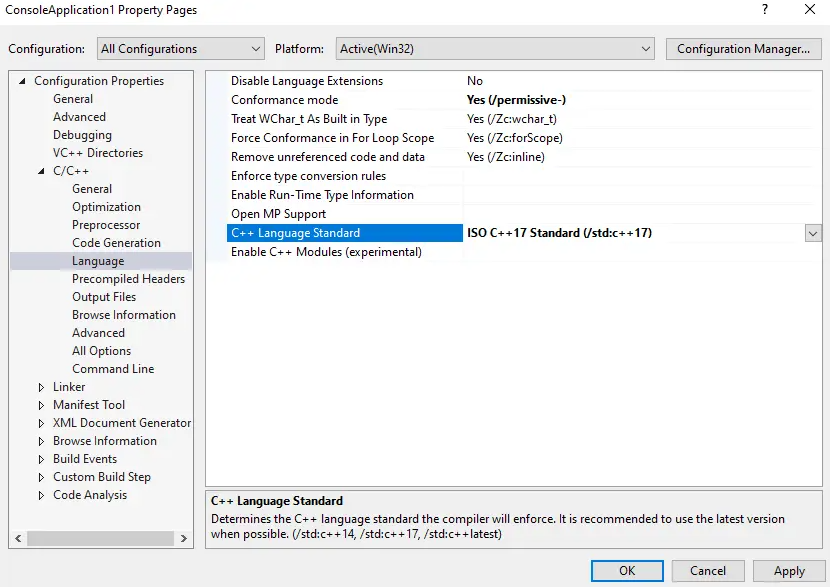 ConsoleApplication1 Property Pages ?
Configuration: All Configurations Platform: Active(Win32) Configuration Manager...
Configuration Properties
General
Advanced
Debugging
VC++ Directories
C/C++
General
Optimization
Preprocessor
Code Generation
Language
Precompiled Headers
Output Files
Browse Information
Advanced
All Options
Command Line
Linker
Manifest Tool
XML Document Generator
Browse Information
Build Events
Custom Build Step
Code Analysis
Disable Language Extensions No
Conformance mode Yes (/permissive-)
Treat WChar_t As Built in Type Yes (/Zc:wchar_t)
Force Conformance in For Loop Scope Yes (/Zc:forScope)
Remove unreferenced code and data Yes (/Zc:inline)
Enforce type conversion rules
Enable Run-Time Type Information
Open MP Support
C++ Language Standard ISO C++17 Standard (/std:c++17)
Enable C++ Modules (experimental)
C++ Language Standard
Determines the C++ language standard the compiler will enforce. It is recommended to use the latest version
when possible. (/std:c++14, /std:c++17, /std:c++latest)
OK Cancel Apply